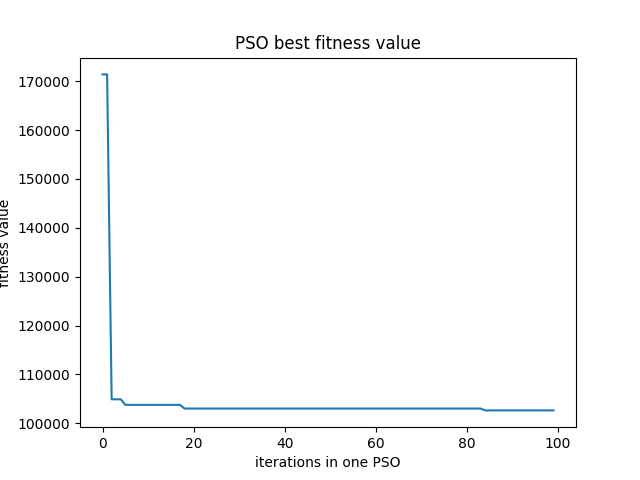 PSO best fitness value
170000
160000
150000
140000
130000
120000
110000
100000
fitness value
0 20 40 60 80 100
iterations in one PSO